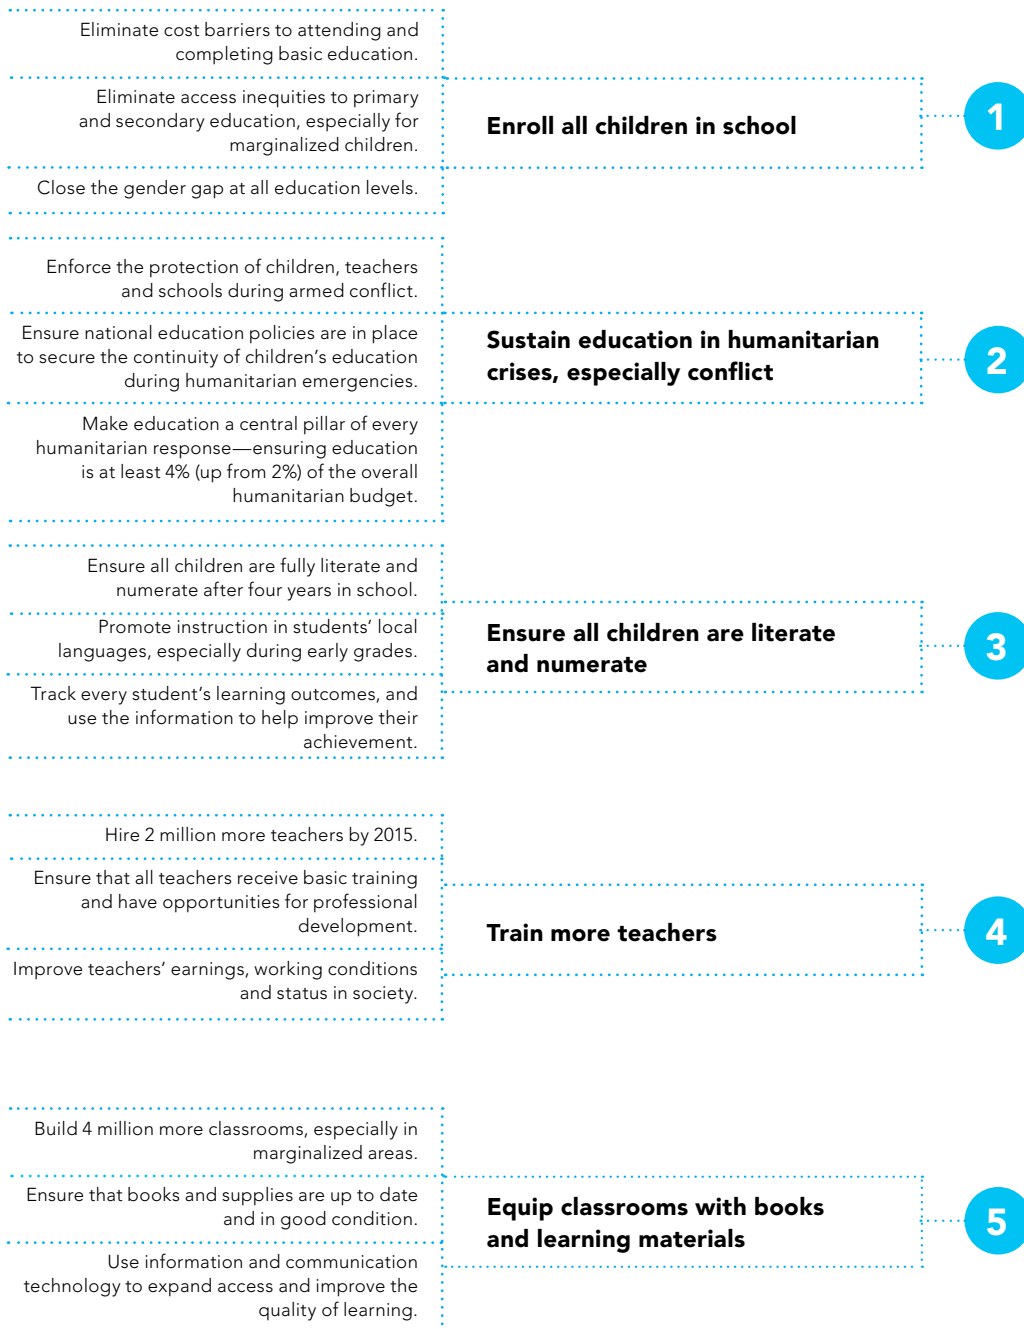 Eliminate cost barriers to attending and
completing basic education.
Eliminate access inequities to primary
and secondary education, especially for
marginalized children.
Close the gender gap at all education levels.
Enroll all children in school
1
Enforce the protection of children, teachers
and schools during armed conflict.
Ensure national education policies are in place
to secure the continuity of children’s education
during humanitarian emergencies.
Make education a central pillar of every
humanitarian response—ensuring education
is at least 4% (up from 2%) of the overall
humanitarian budget.
Sustain education in humanitarian
crises, especially conflict
2
Ensure all children are fully literate and
numerate after four years in school.
Promote instruction in students’ local
languages, especially during early grades.
Track every student’s learning outcomes, and
use the information to help improve their
achievement.
Ensure all children are literate
and numerate
3
Hire 2 million more teachers by 2015.
Ensure that all teachers receive basic training
and have opportunities for professional
development.
Improve teachers’ earnings, working conditions
and status in society.
Train more teachers
4
Build 4 million more classrooms, especially in
marginalized areas.
Ensure that books and supplies are up to date
and in good condition.
Use information and communication
technology to expand access and improve the
quality of learning.
Equip classrooms with books
and learning materials
5